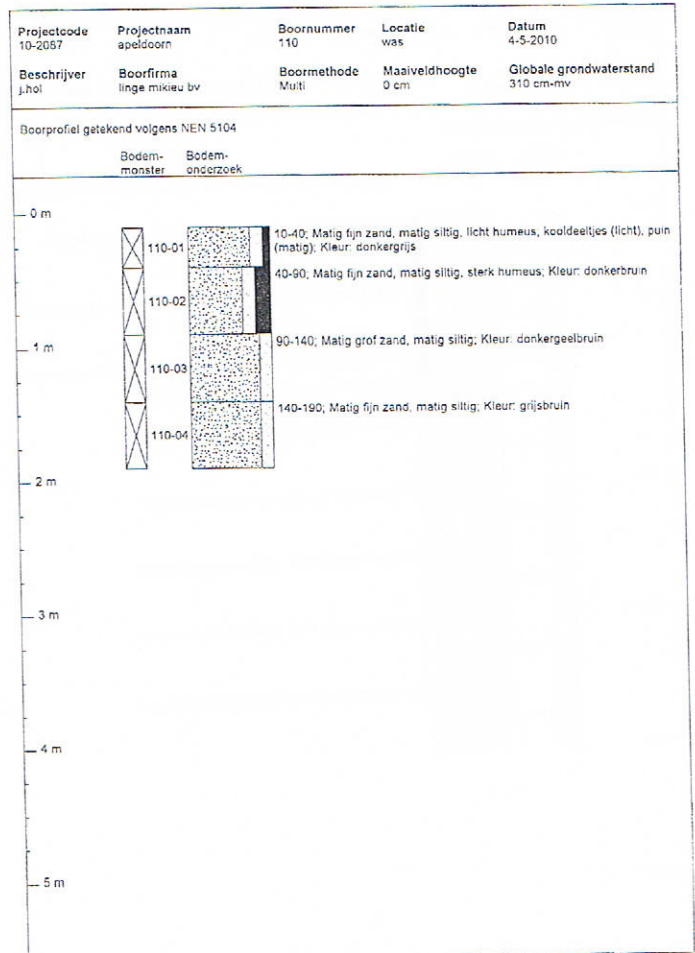 Projectcode Projectnaam Boornummer Locatie Datum
10-2087 apeldoorn 110 was 4-5-2010
Beschrijver Boorfirma Boormethode Maaiveldhoogte Globale grondwaterstand
j.hol linge milieu bv Multi 0 cm 310 cm-mv
Boorprofiel getekend volgens NEN 5104
Bodem- Bodem-
monster onderzoek
0 m
10-40; Matig fijn zand, matig siltig, licht humeus, kooldeeltjes (licht), puin
110-01 (matig); Kleur: donkergrijs
40-90; Matig fijn zand, matig siltig, sterk humeus; Kleur: donkerbruin
110-02
1 m
90-140; Matig grof zand, matig siltig; Kleur: donkergeelbruin
110-03
140-190; Matig fijn zand, matig siltig; Kleur: grijsbruin
110-04
2 m
3 m
4 m
5 m